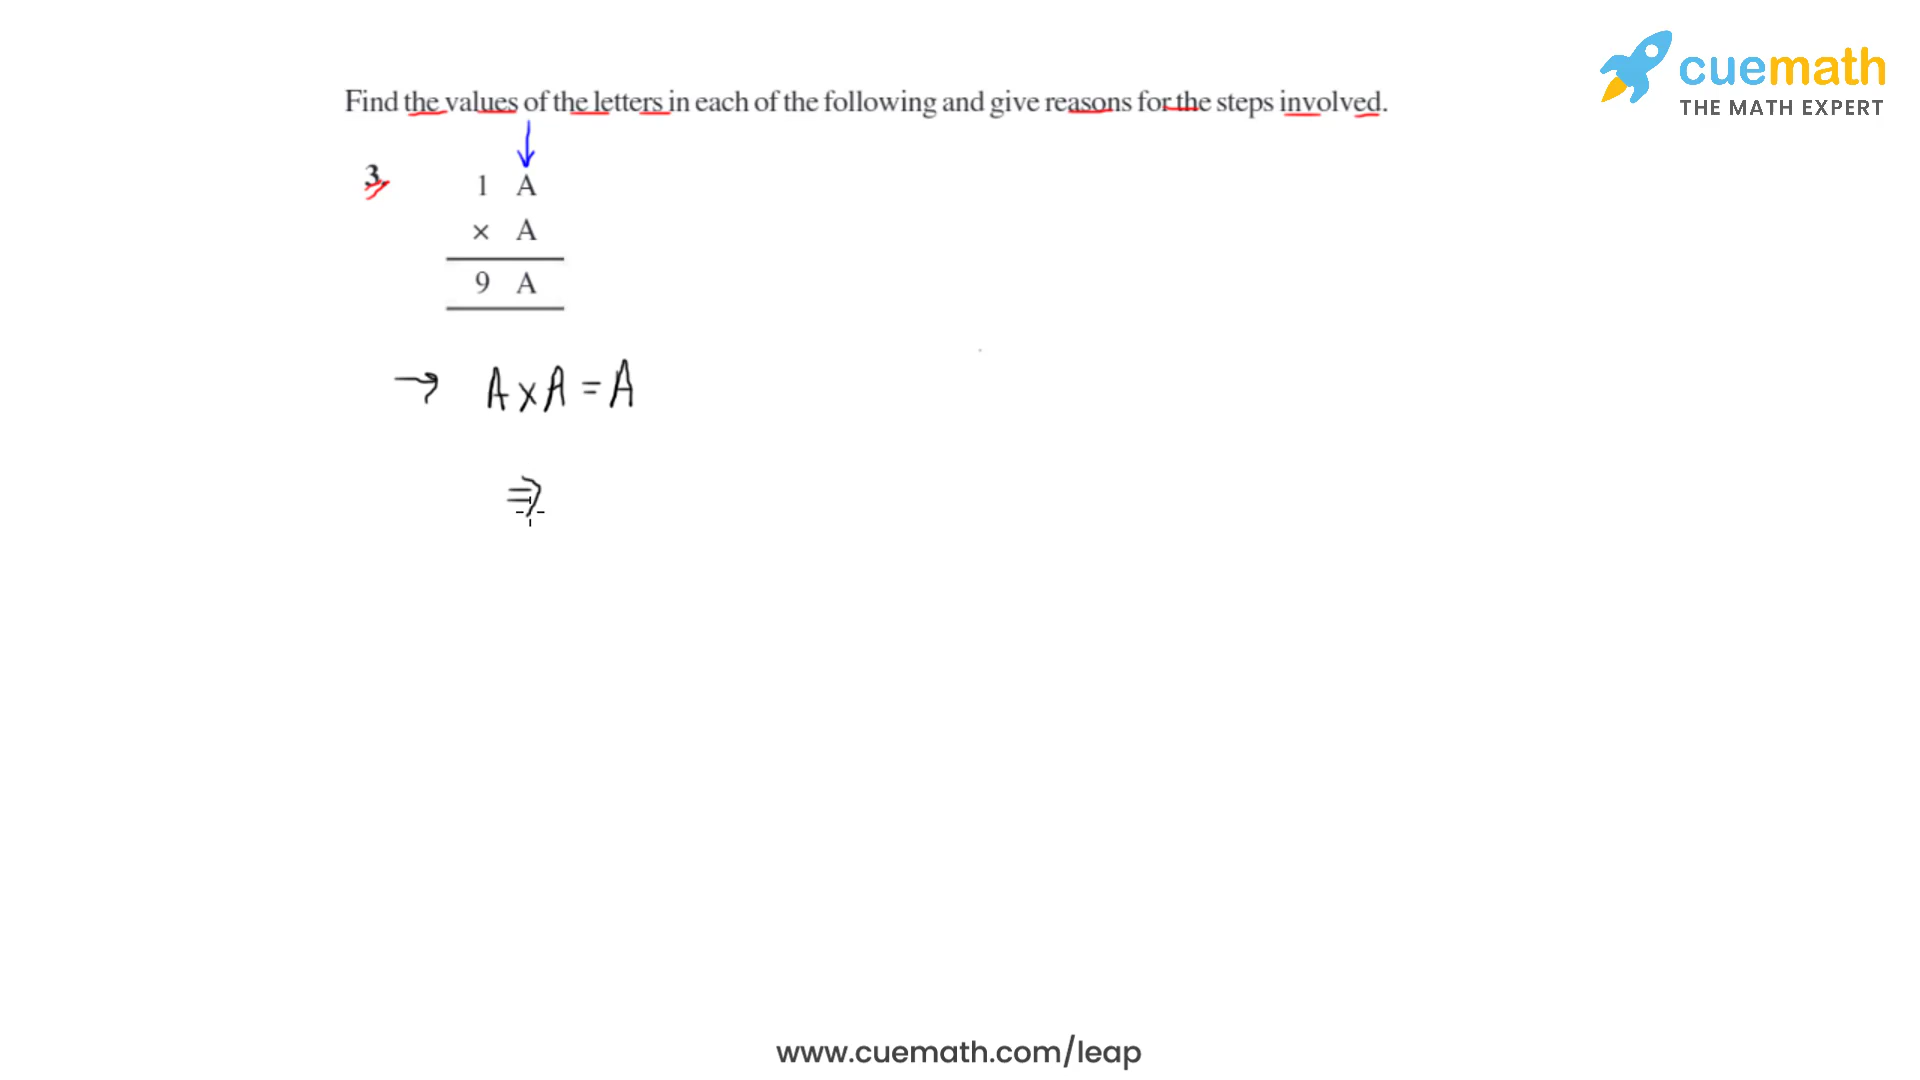 cuemath
THE MATH EXPERT
Find the values of the letters in each of the following and give reasons for the steps involved.
3.
1 A
× A
9 A
→ A × A = A
⇒
www.cuemath.com/leap